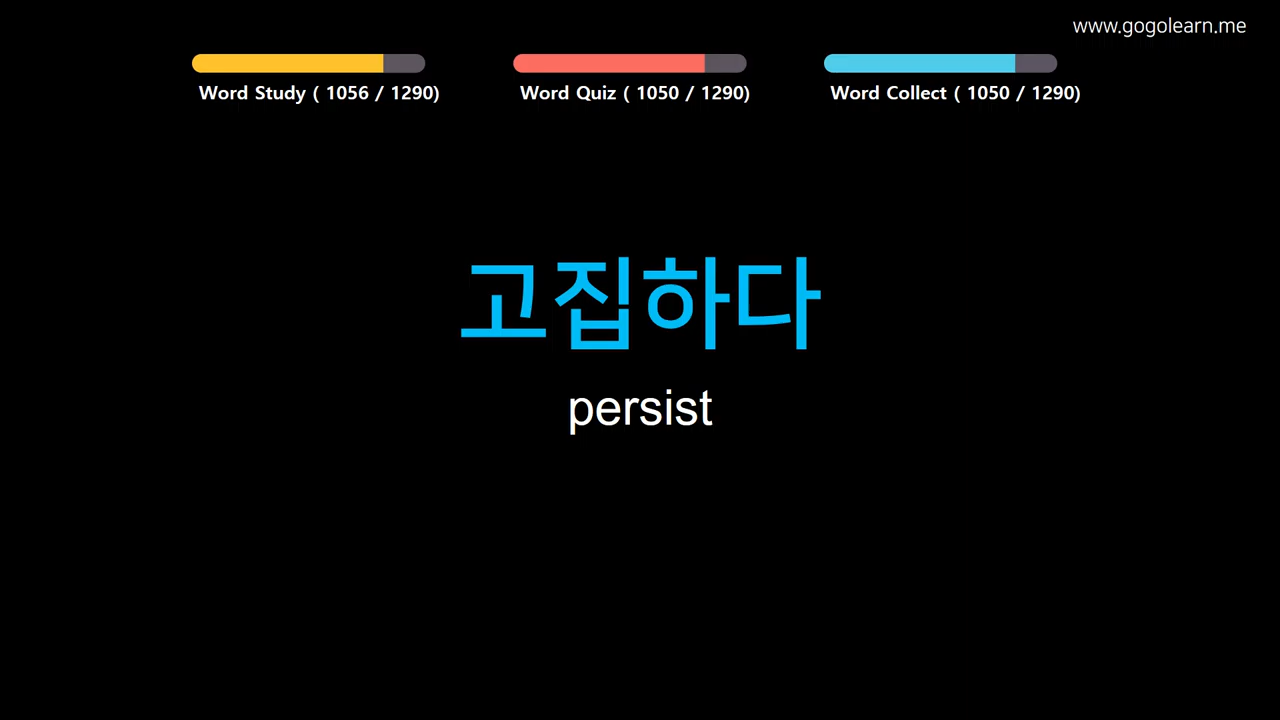 www.gogolearn.me
Word Study ( 1056 / 1290)
Word Quiz ( 1050 / 1290)
Word Collect ( 1050 / 1290)
고집하다
persist